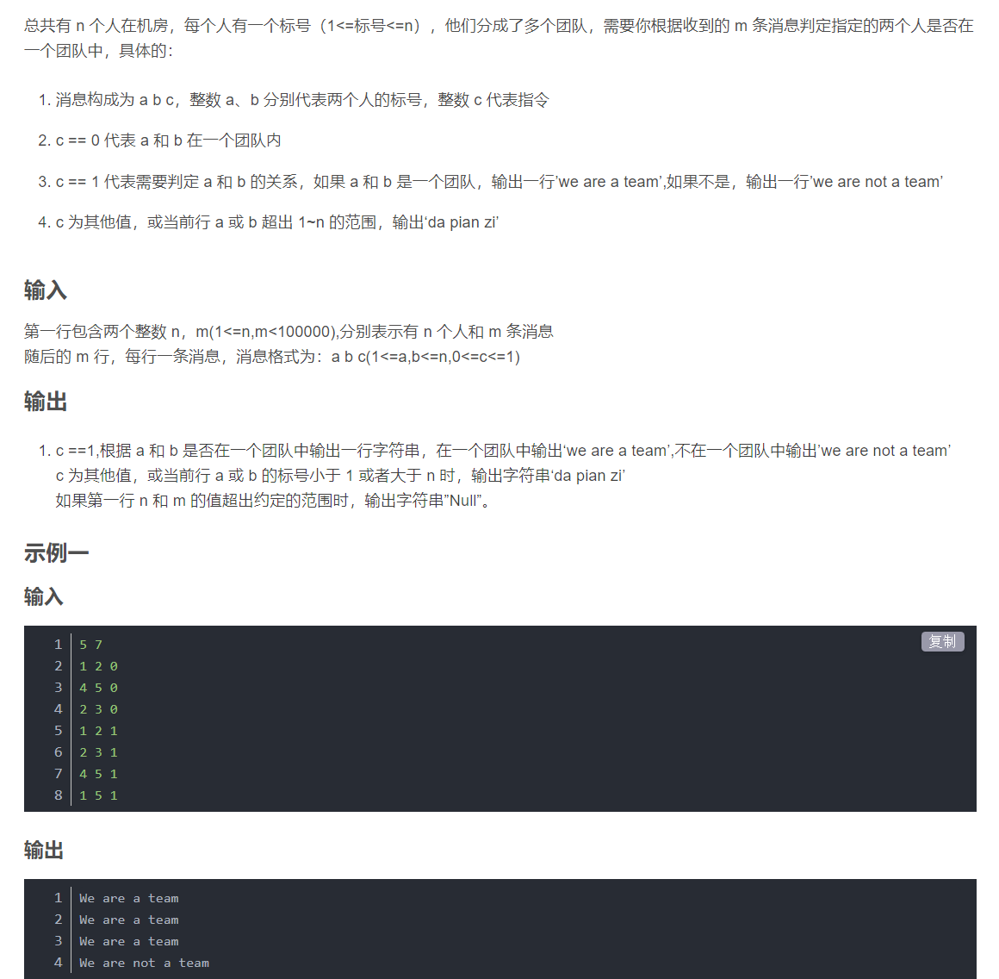 总共有 n 个人在机房，每个人有一个标号（1<=标号<=n），他们分成了多个团队，需要你根据收到的 m 条消息判定指定的两个人是否在
一个团队中，具体的：
1. 消息构成为 a b c，整数 a、b 分别代表两个人的标号，整数 c 代表指令
2. c == 0 代表 a 和 b 在一个团队内
3. c == 1 代表需要判定 a 和 b 的关系，如果 a 和 b 是一个团队，输出一行’we are a team’,如果不是，输出一行’we are not a team’
4. c 为其他值，或当前行 a 或 b 超出 1~n 的范围，输出‘da pian zi’
输入
第一行包含两个整数 n，m(1<=n,m<100000),分别表示有 n 个人和 m 条消息
随后的 m 行，每行一条消息，消息格式为：a b c(1<=a,b<=n,0<=c<=1)
输出
1. c ==1,根据 a 和 b 是否在一个团队中输出一行字符串，在一个团队中输出‘we are a team’,不在一个团队中输出’we are not a team’
c 为其他值，或当前行 a 或 b 的标号小于 1 或者大于 n 时，输出字符串‘da pian zi’
如果第一行 n 和 m 的值超出约定的范围时，输出字符串”Null”。
示例一
输入
复制
1 5 7
2 1 2 0
3 4 5 0
4 2 3 0
5 1 2 1
6 2 3 1
7 4 5 1
8 1 5 1
输出
1 We are a team
2 We are a team
3 We are a team
4 We are not a team